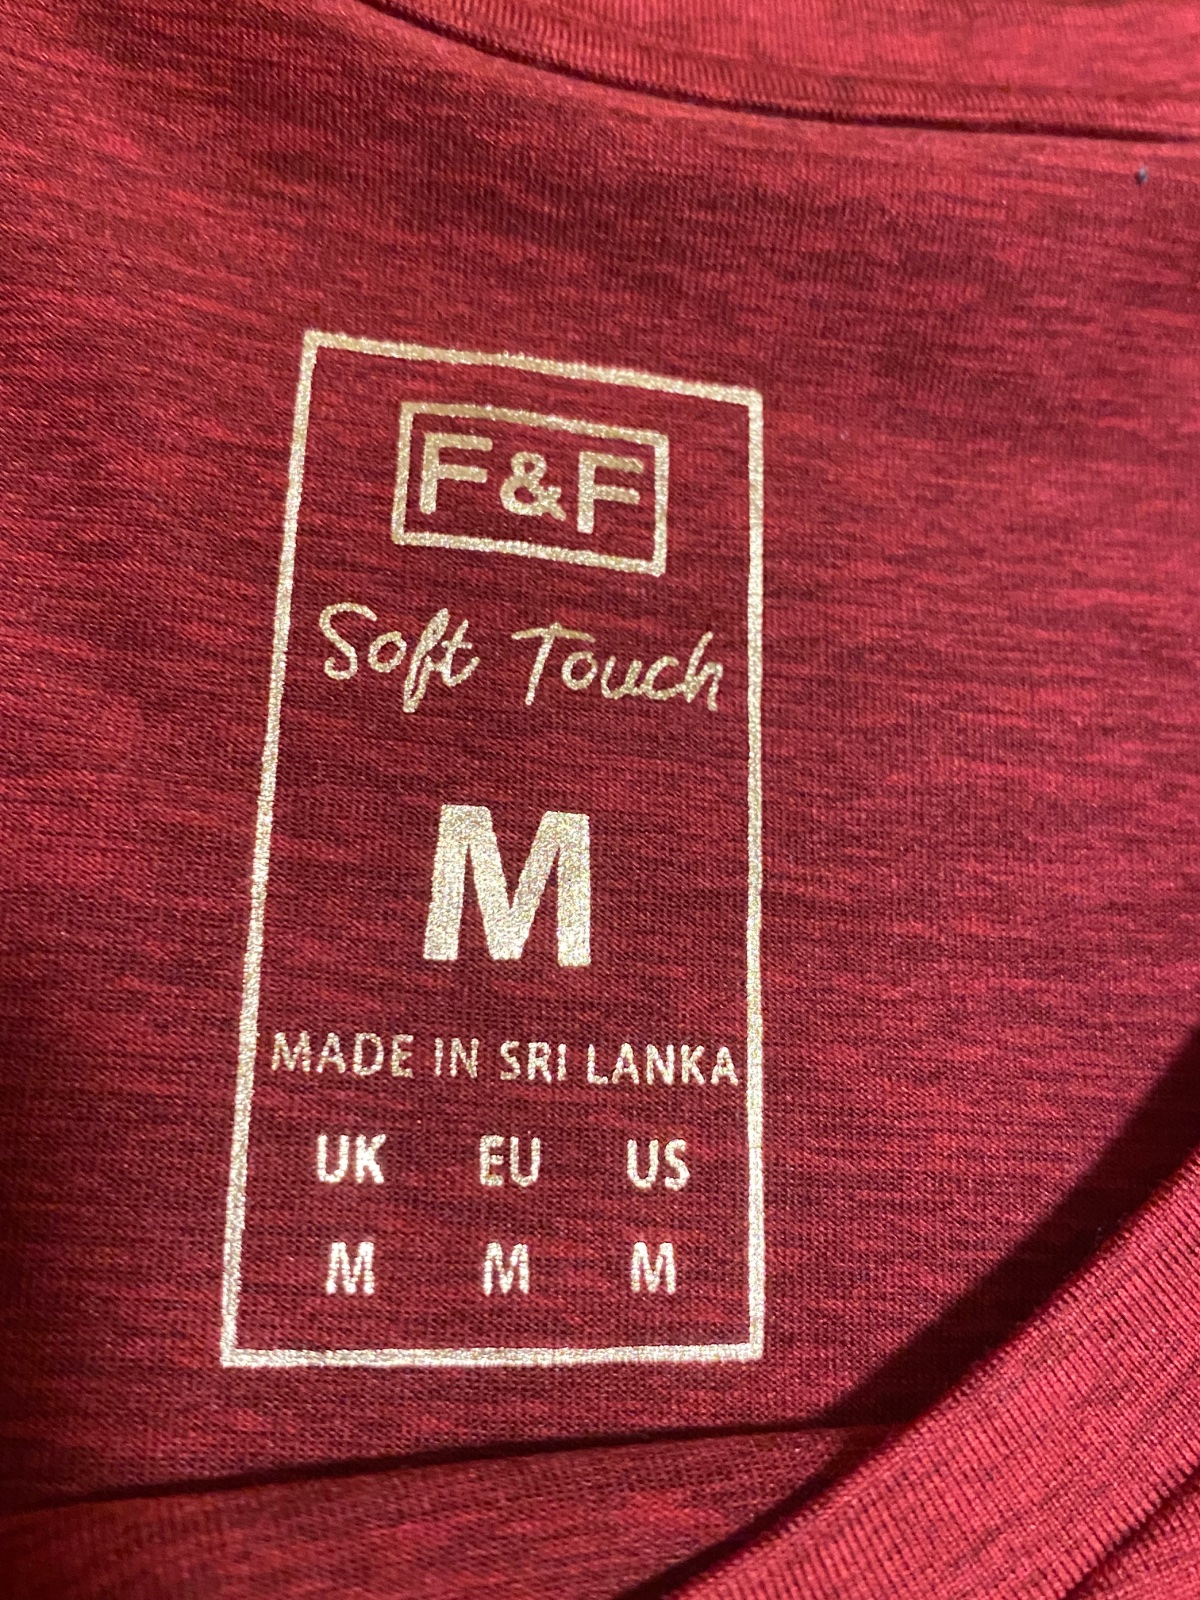 F&F
Soft Touch
M
MADE IN SRI LANKA
UK EU US
M M M